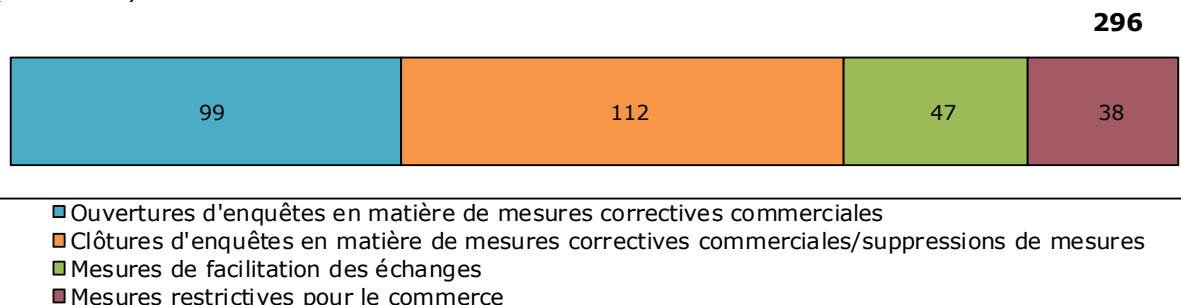 296
99 112 47 38
Ouvertures d'enquêtes en matière de mesures correctives commerciales
Clôtures d'enquêtes en matière de mesures correctives commerciales/suppressions de mesures
Mesures de facilitation des échanges
Mesures restrictives pour le commerce